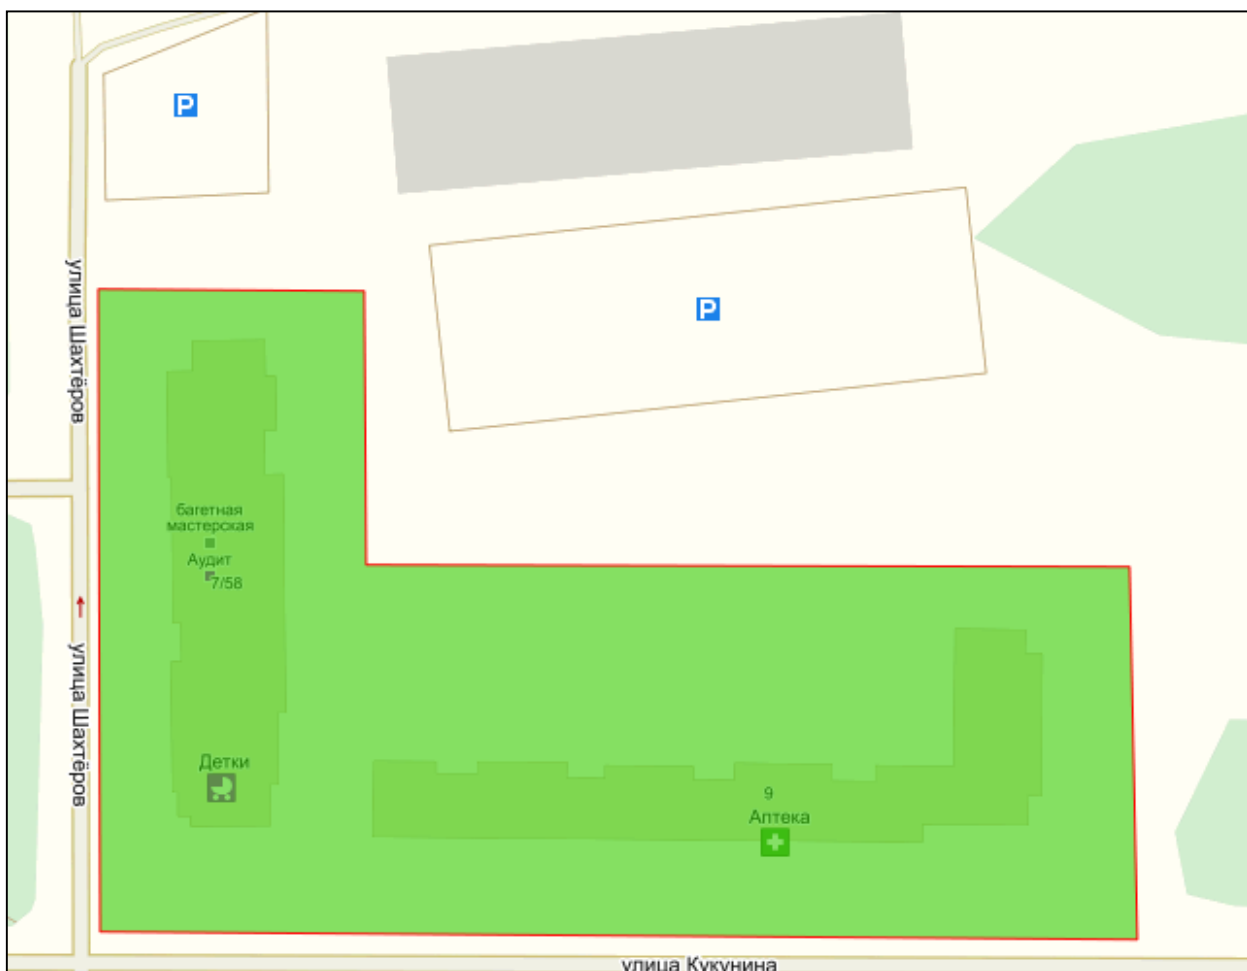 P
P
улица Шахтёров
багетная
мастерская
Аудит
7/58
улица Шахтёров
Детки
9
Аптека
улица Кукунина